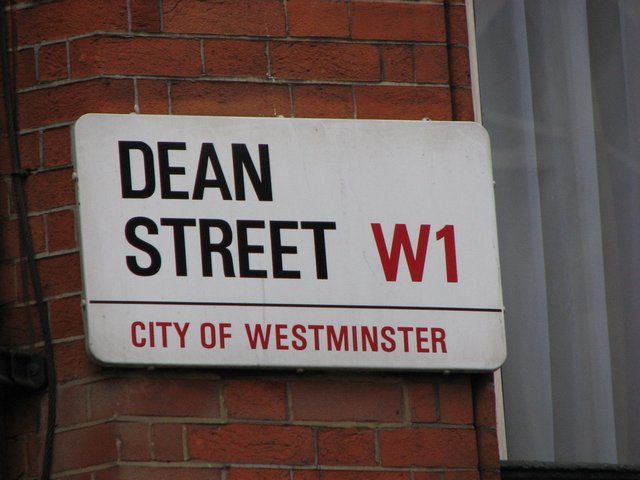 DEAN
STREET W1
CITY OF WESTMINSTER